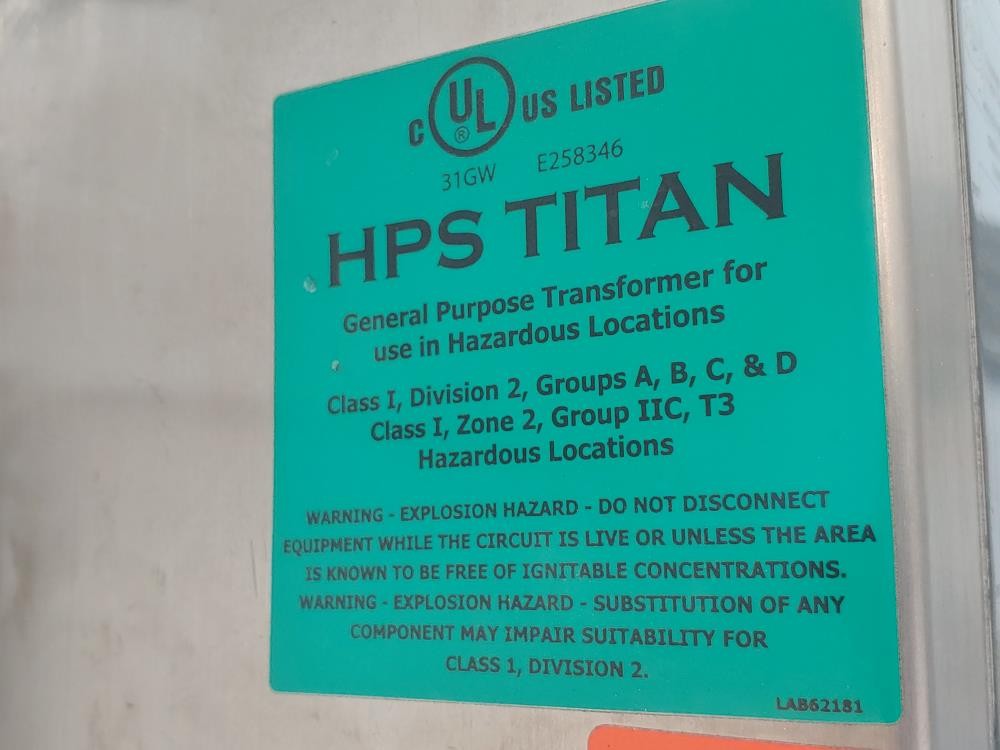 C UL ® US LISTED
31GW E258346
HPS TITAN
General Purpose Transformer for
use in Hazardous Locations
Class I, Division 2, Groups A, B, C, & D
Class I, Zone 2, Group IIC, T3
Hazardous Locations
WARNING - EXPLOSION HAZARD - DO NOT DISCONNECT
EQUIPMENT WHILE THE CIRCUIT IS LIVE OR UNLESS THE AREA
IS KNOWN TO BE FREE OF IGNITABLE CONCENTRATIONS.
WARNING - EXPLOSION HAZARD - SUBSTITUTION OF ANY
COMPONENT MAY IMPAIR SUITABILITY FOR
CLASS 1, DIVISION 2.
LAB62181